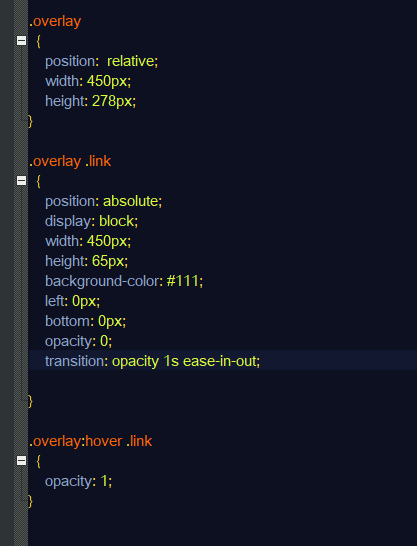 .overlay
{
position:  relative;
width: 450px;
height: 278px;
}
.overlay .link
{
position: absolute;
display: block;
width: 450px;
height: 65px;
background-color: #111;
left: 0px;
bottom: 0px;
opacity: 0;
transition: opacity 1s ease-in-out;
}
.overlay:hover .link
{
opacity: 1;
}